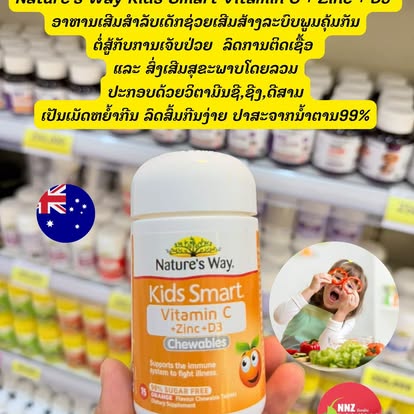 Nature's Way Kids Smart Vitamin C + Zinc + D3
ອາຫານເສີມສຳລັບເດັກຊ່ວຍເສີມສ້າງລະບົບພູມຄຸ້ມກັນ
ຕໍ່ສູ້ກັບການເຈັບປ່ວຍ ລົດການຕິດເຊື້ອ
ແລະ ສົ່ງເສີມສຸຂະພາບໂດຍລວມ
ປະກອບດ້ວຍວິຕາມີນຊີ,ຊີງ,ດີສາມ
ເປັນເມັດຫຍ້ຳກິນ ລົດສົ້ມກິນງ່າຍ ປາສະຈາກນ້ຳຕານ99%
Nature's Way
Kids Smart
Vitamin C
+Zinc+D3
Chewables
Supports the immune
system to fight illness.
ORANGE Flavour Chewable Tablets
Dietary Supplement
NNZ